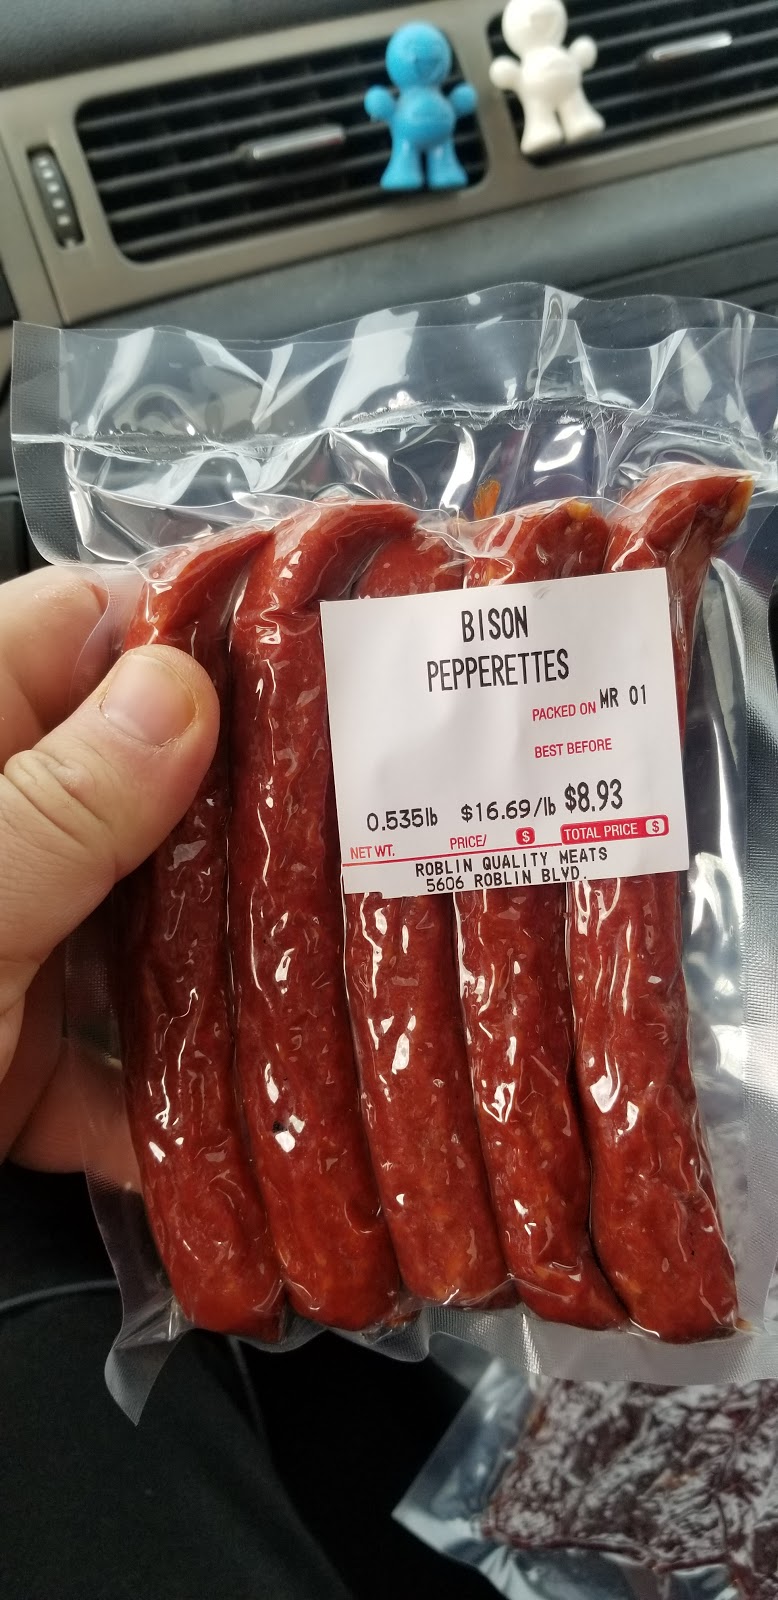 BISON
PEPPERETTES
PACKED ON MR 01
BEST BEFORE
0.535lb $16.69/lb $8.93
NET WT. PRICE/ $ TOTAL PRICE $
ROBLIN QUALITY MEATS
5606 ROBLIN BLVD.